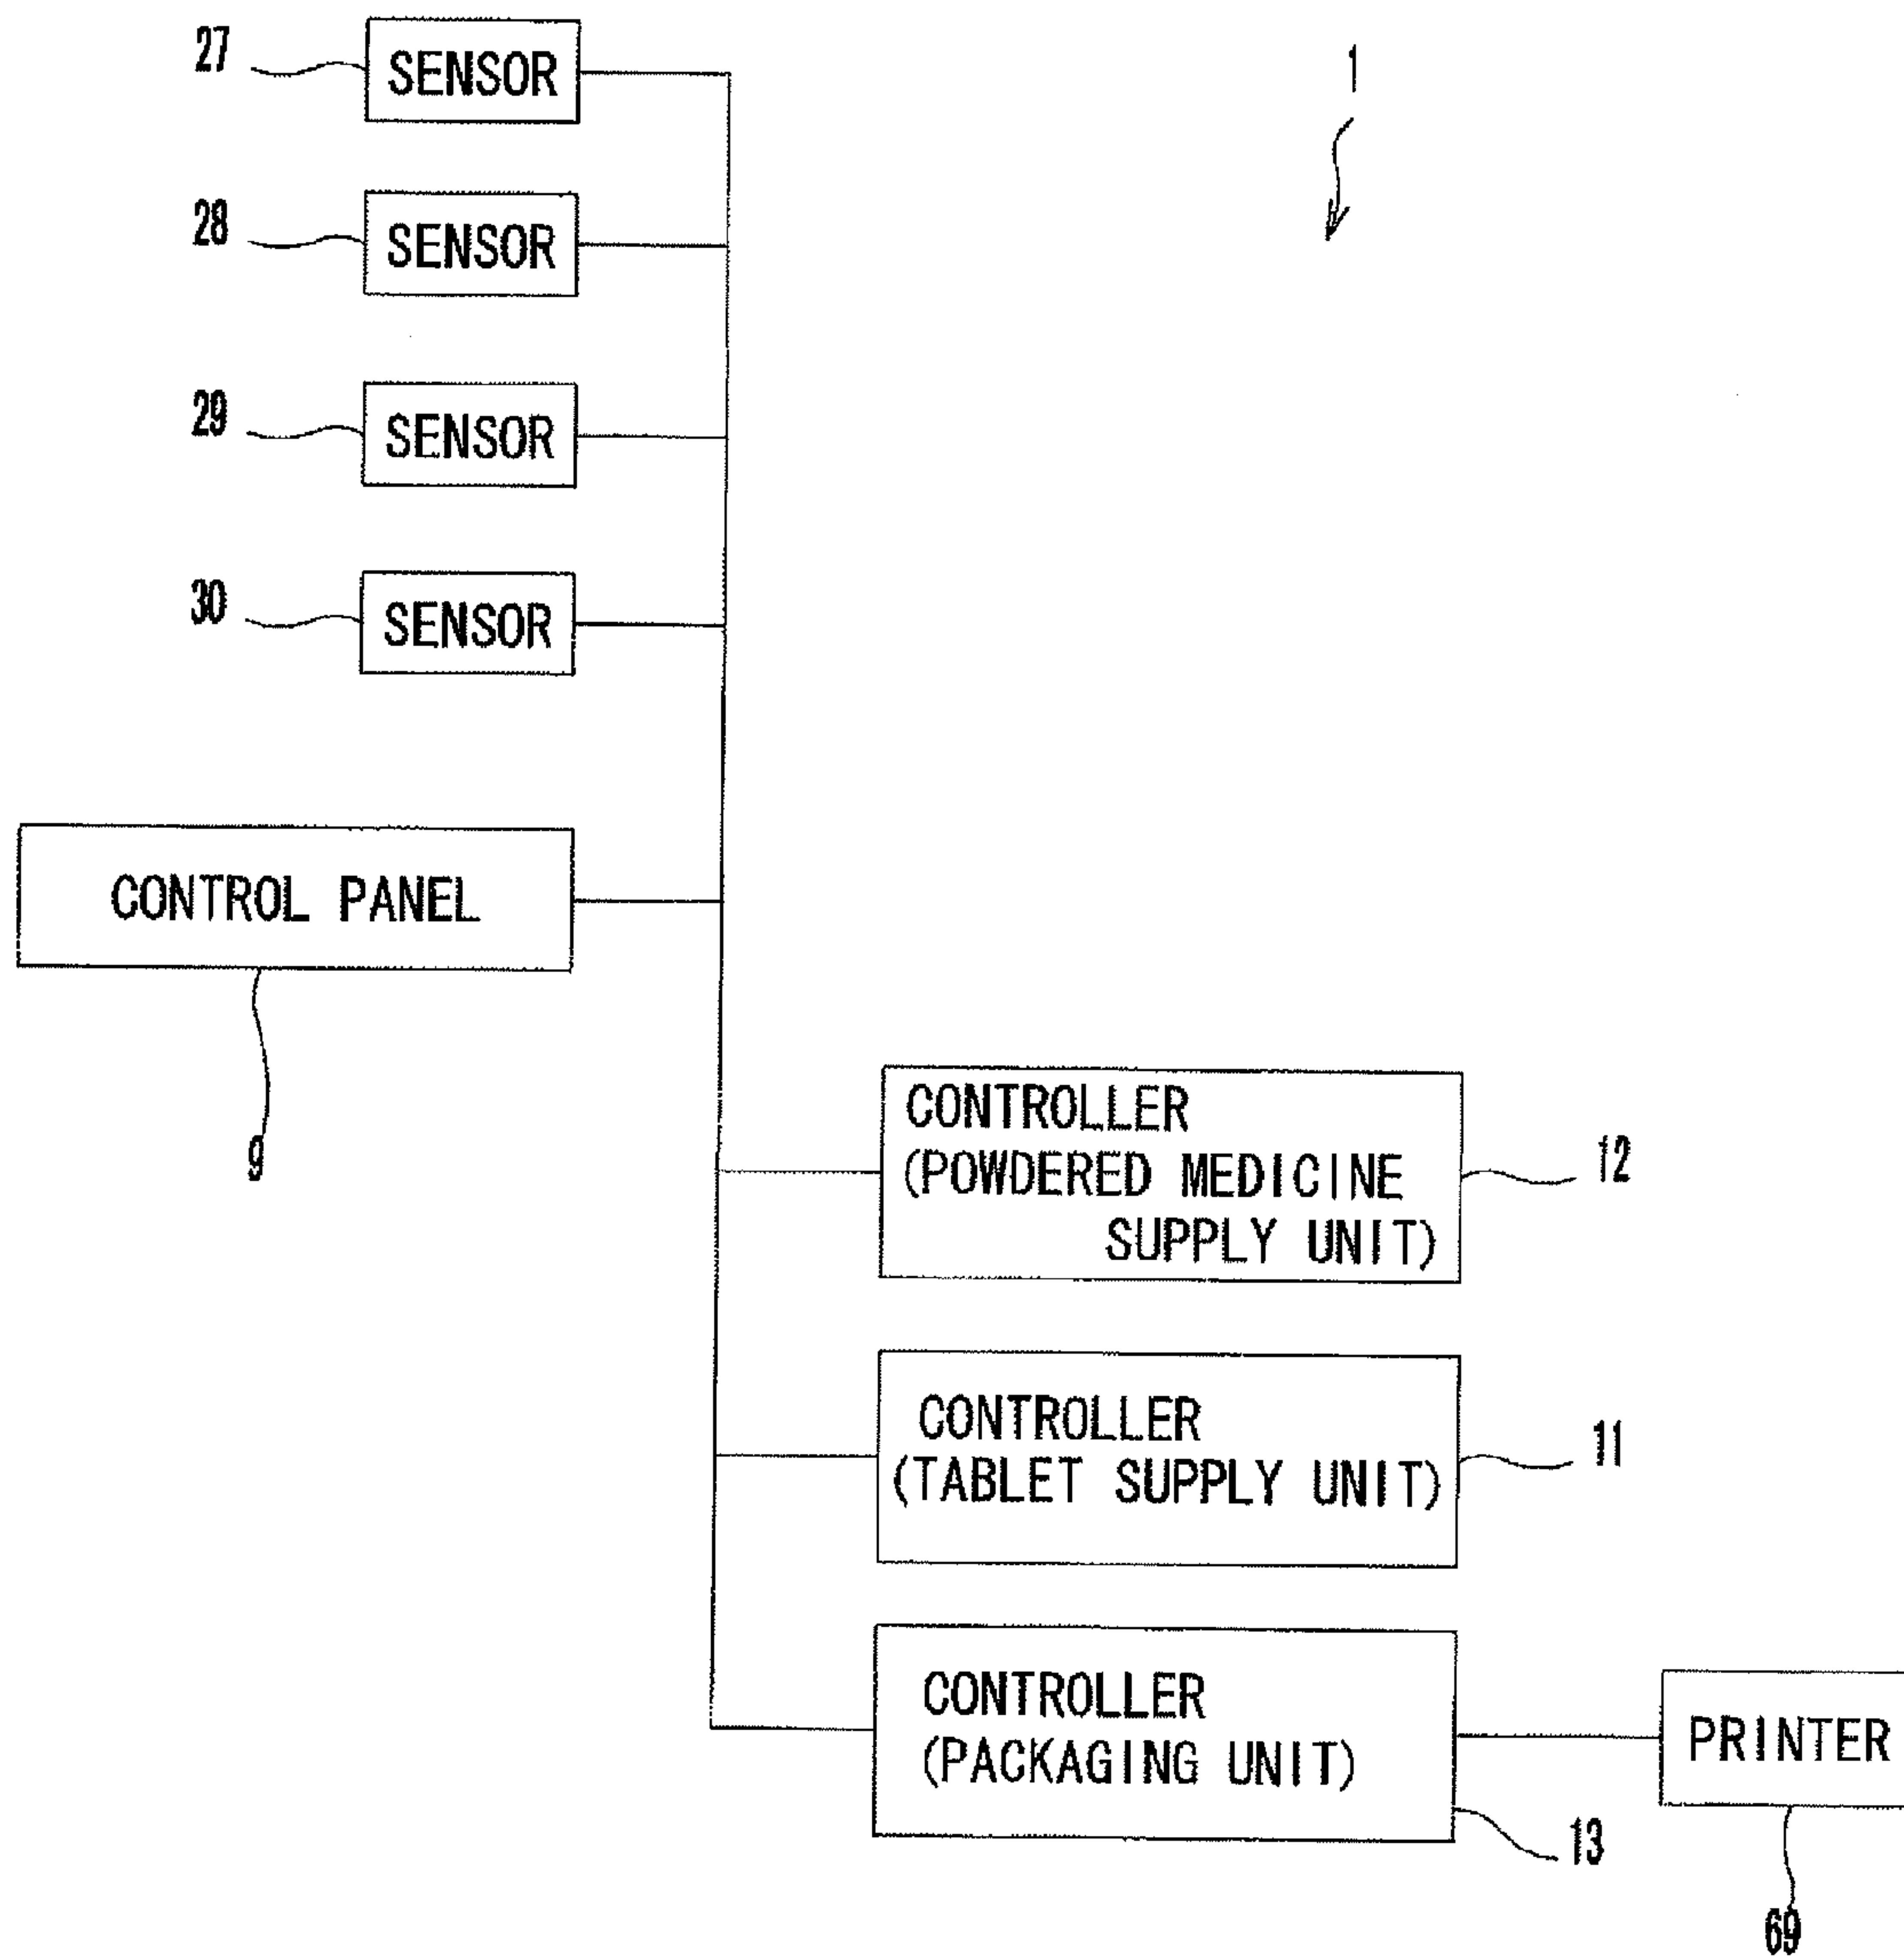 27
SENSOR
1
28
SENSOR
29
SENSOR
30
SENSOR
CONTROL PANEL
9
CONTROLLER
(POWDERED MEDICINE
SUPPLY UNIT)
12
CONTROLLER
(TABLET SUPPLY UNIT)
11
CONTROLLER
(PACKAGING UNIT)
13
PRINTER
69